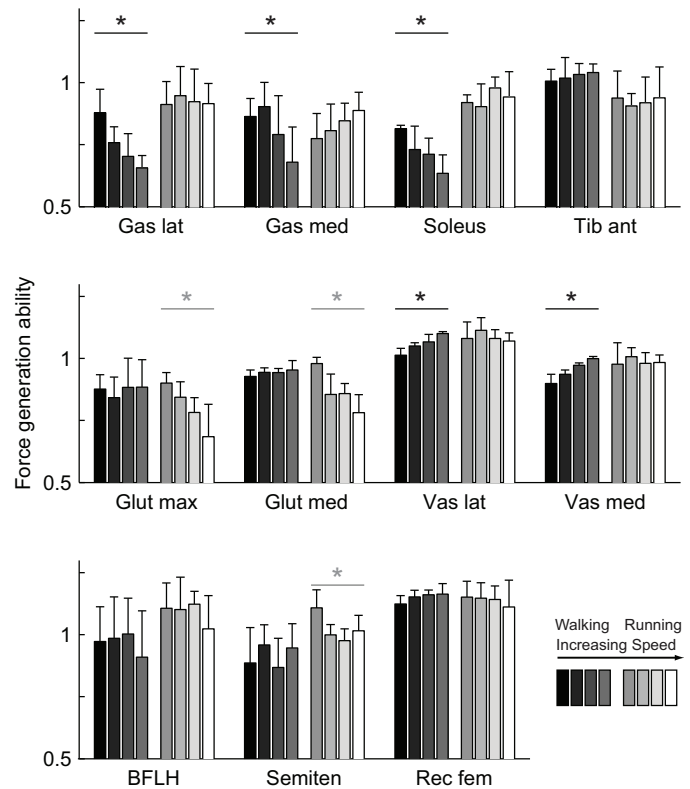 * * *
1
0.5
Gas lat Gas med Soleus Tib ant
Force generation ability
* * * *
1
0.5
Glut max Glut med Vas lat Vas med
*
1
0.5
BFLH Semiten Rec fem
Walking Running
Increasing Speed